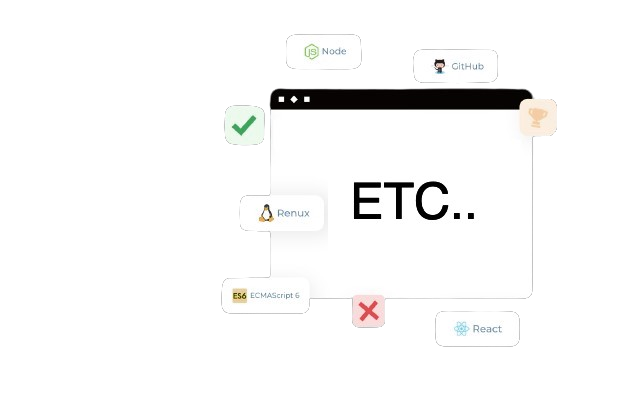 Node
GitHub
ETC..
Renux
ES6 ECMAScript 6
React